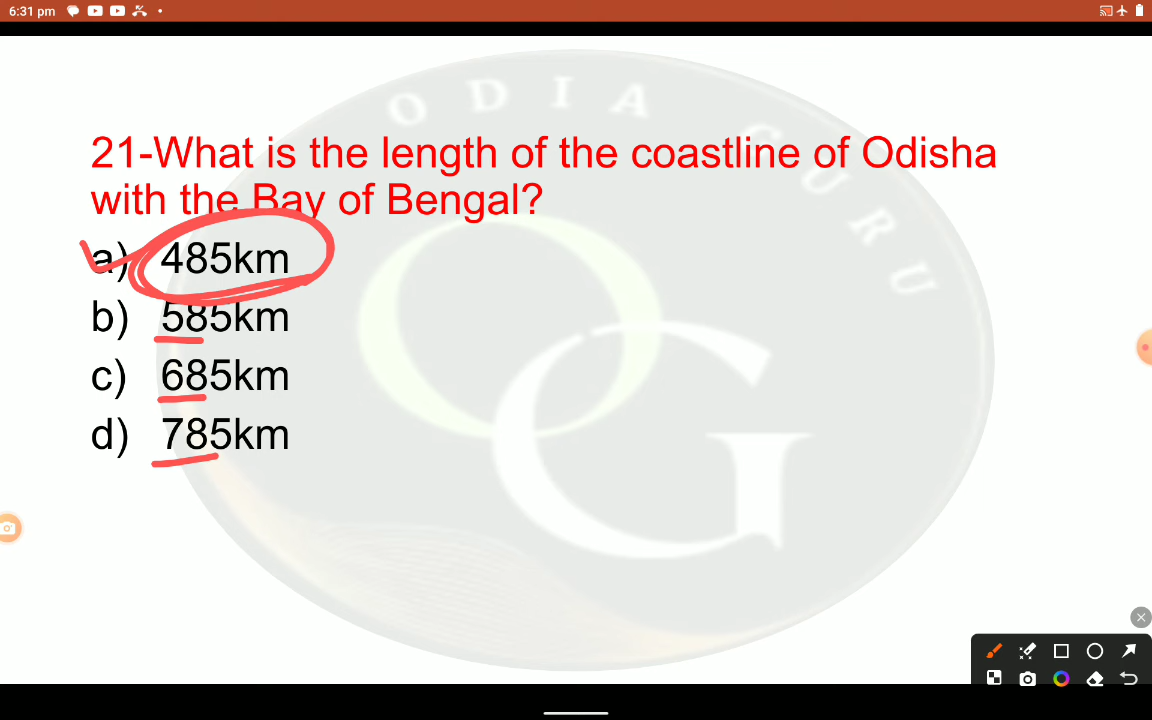 6:31 pm
ODIA GURU
21-What is the length of the coastline of Odisha
with the Bay of Bengal?
a) 485km
b) 585km
c) 685km
d) 785km
OG